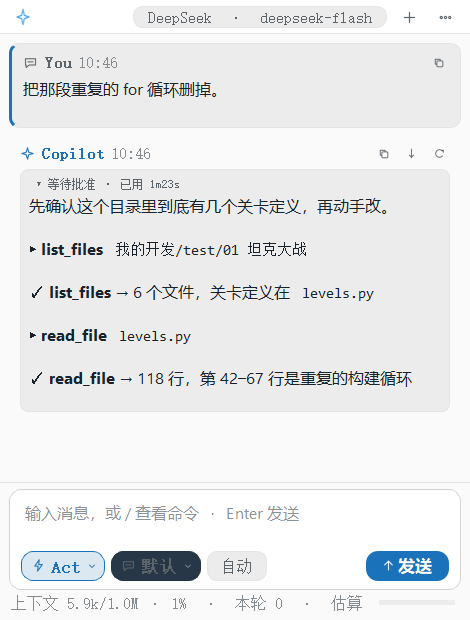 DeepSeek · deepseek-flash
You 10:46
把那段重复的 for 循环删掉。
Copilot 10:46
▾ 等待批准 · 已用 1m23s
先确认这个目录里到底有几个关卡定义，再动手改。
▸ list_files 我的开发/test/01 坦克大战
✓ list_files → 6 个文件，关卡定义在 levels.py
▸ read_file levels.py
✓ read_file → 118 行，第 42–67 行是重复的构建循环
输入消息，或 / 查看命令 · Enter 发送
Act 默认 自动 ↑ 发送
上下文 5.9k/1.0M · 1% · 本轮 0 · 估算